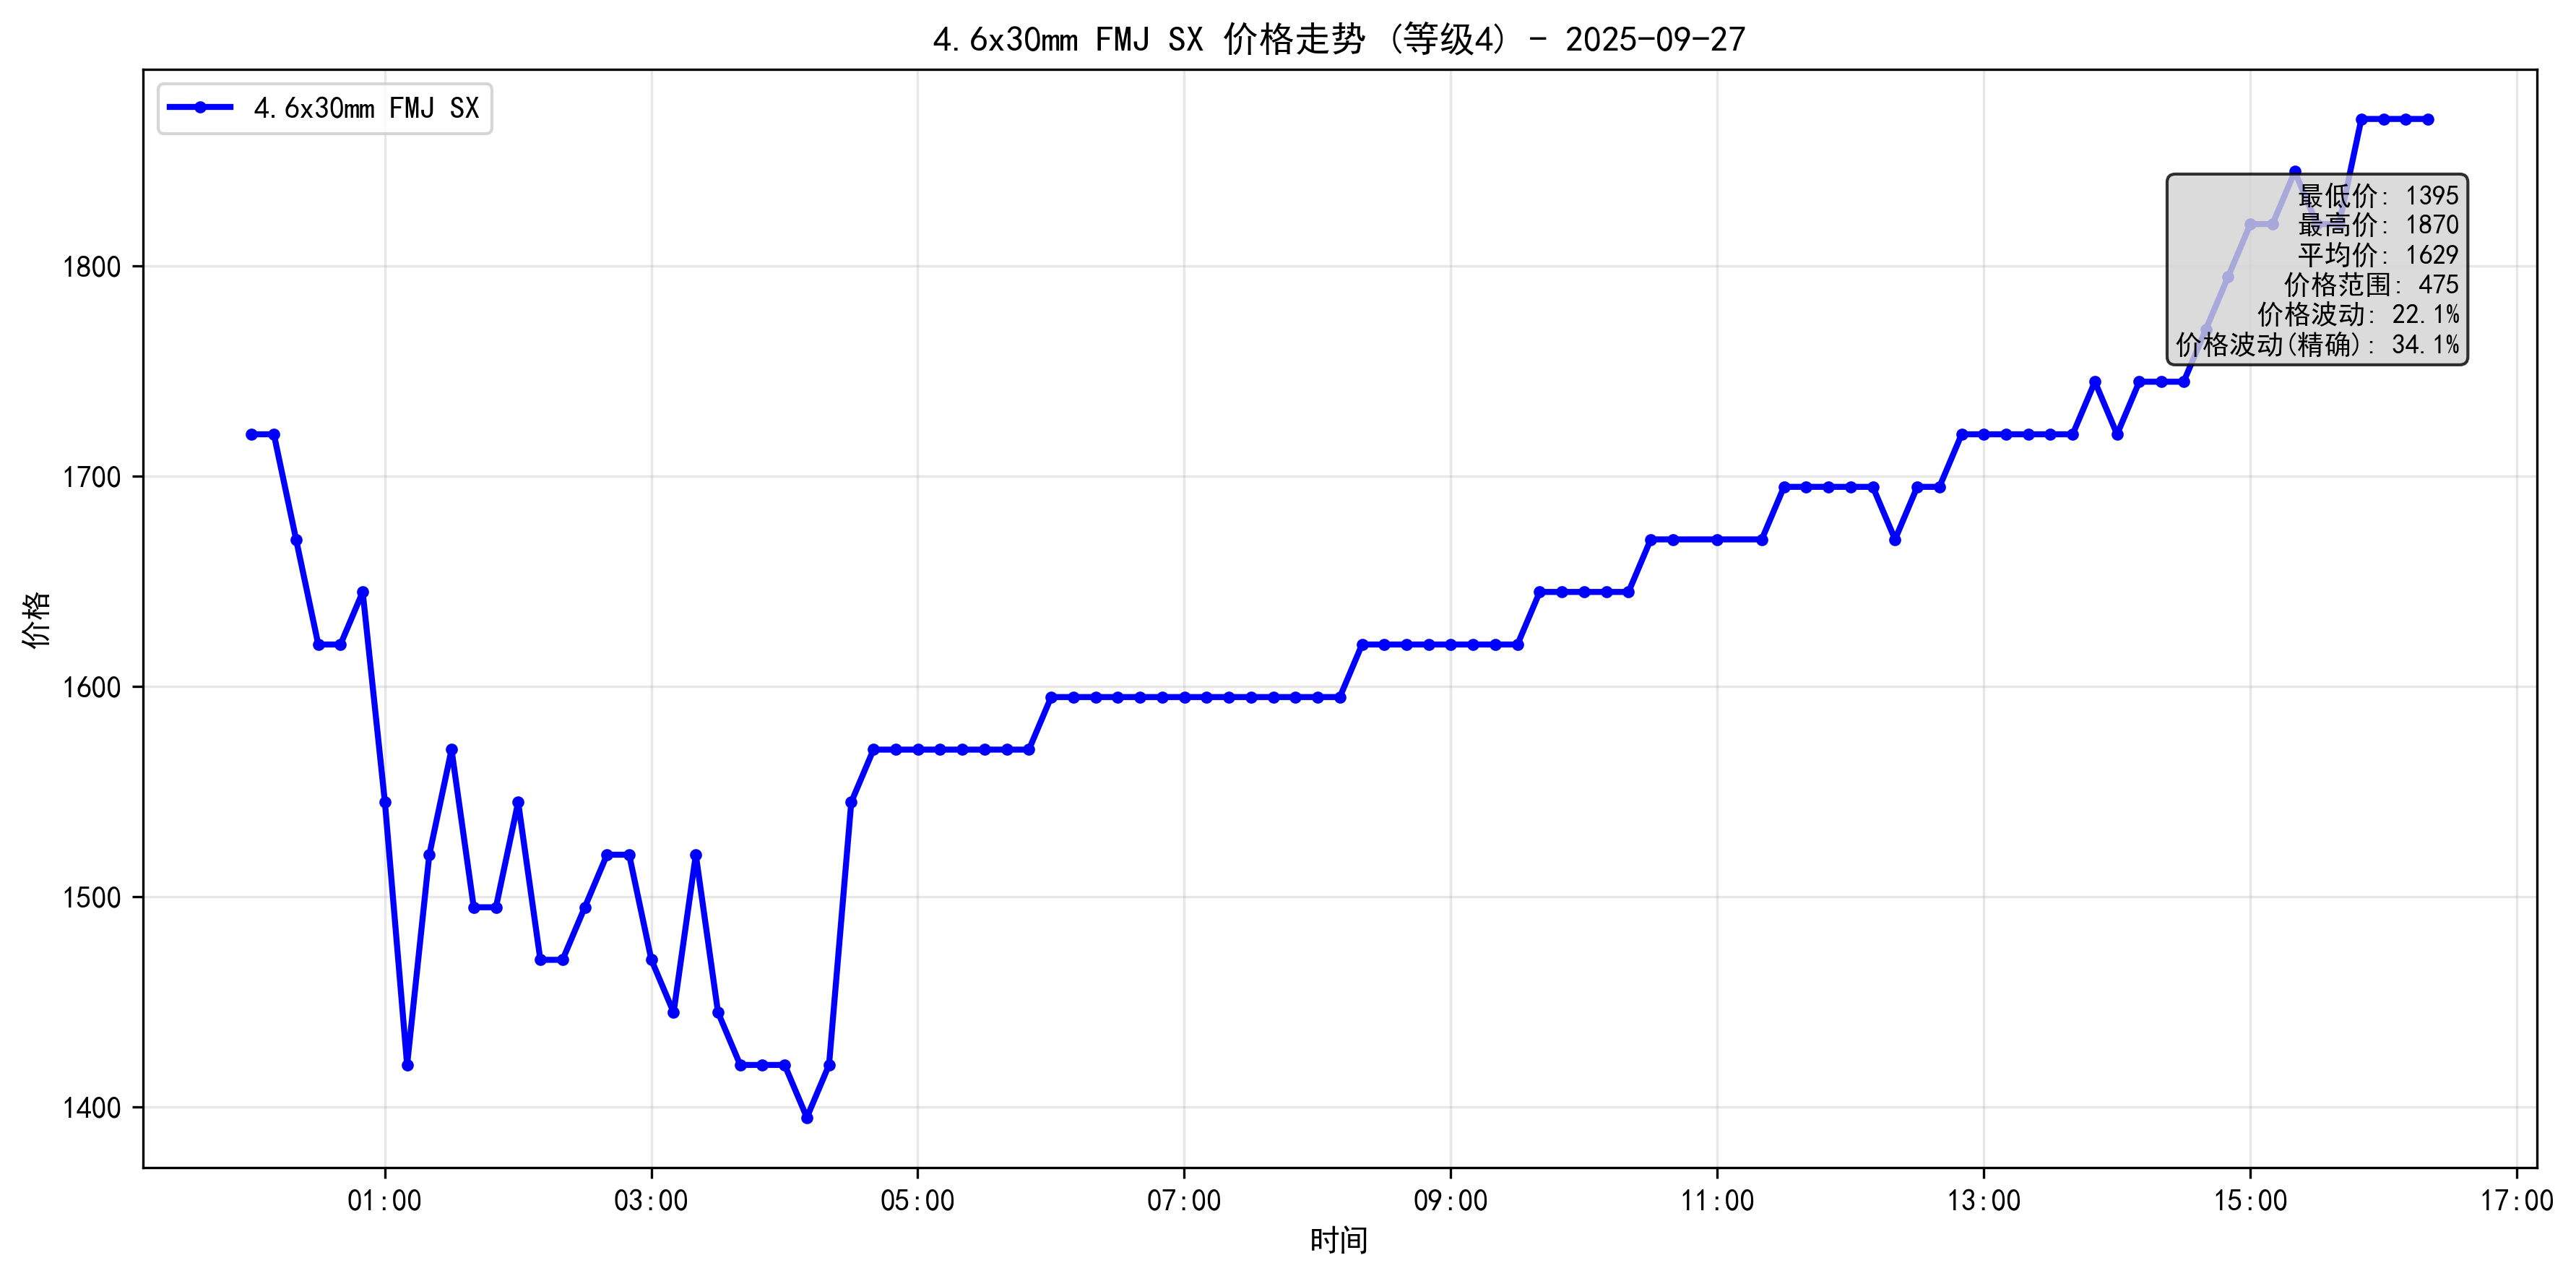 4.6x30mm FMJ SX 价格走势 (等级4) - 2025-09-27
4.6x30mm FMJ SX
最低价: 1395
最高价: 1870
平均价: 1629
价格范围: 475
价格波动: 22.1%
价格波动(精确): 34.1%
价格
1800
1700
1600
1500
1400
01:00 03:00 05:00 07:00 09:00 11:00 13:00 15:00 17:00
时间